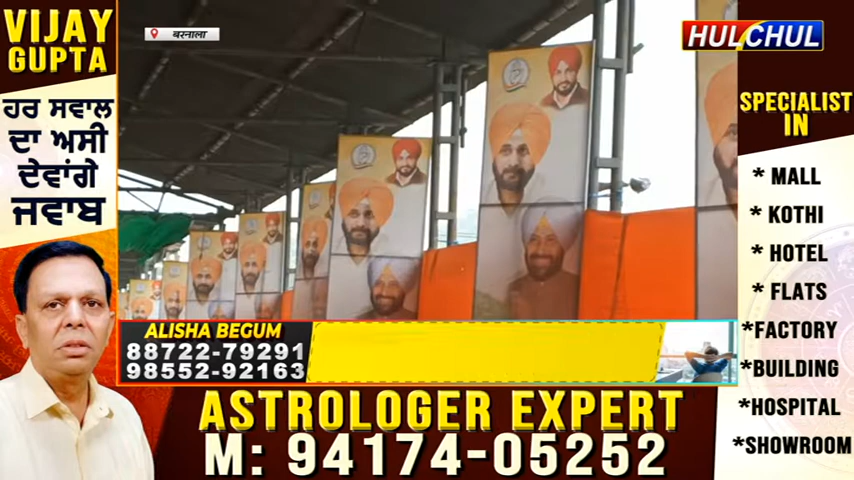 VIJAY
GUPTA
ਹਰ ਸਵਾਲ
ਦਾ ਅਸੀ
ਦੇਵਾਂਗੇ
ਜਵਾਬ
ਬਰਨਾਲਾ
HULCHUL
SPECIALIST
IN
* MALL
* KOTHI
* HOTEL
* FLATS
*FACTORY
*BUILDING
*HOSPITAL
*SHOWROOM
ALISHA BEGUM
88722-79291
98552-92163
ASTROLOGER EXPERT
M: 94174-05252